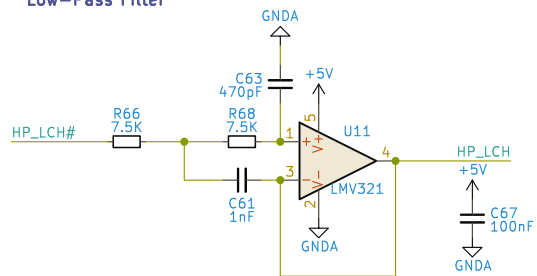 Low-Pass Filter
GNDA
C63
470pF
+5V
R66
7.5K
R68
7.5K
5
U11
HP_LCH#
1
+
V+
4
HP_LCH
3
-
V-
LMV321
+5V
2
C61
1nF
C67
100nF
GNDA
GNDA